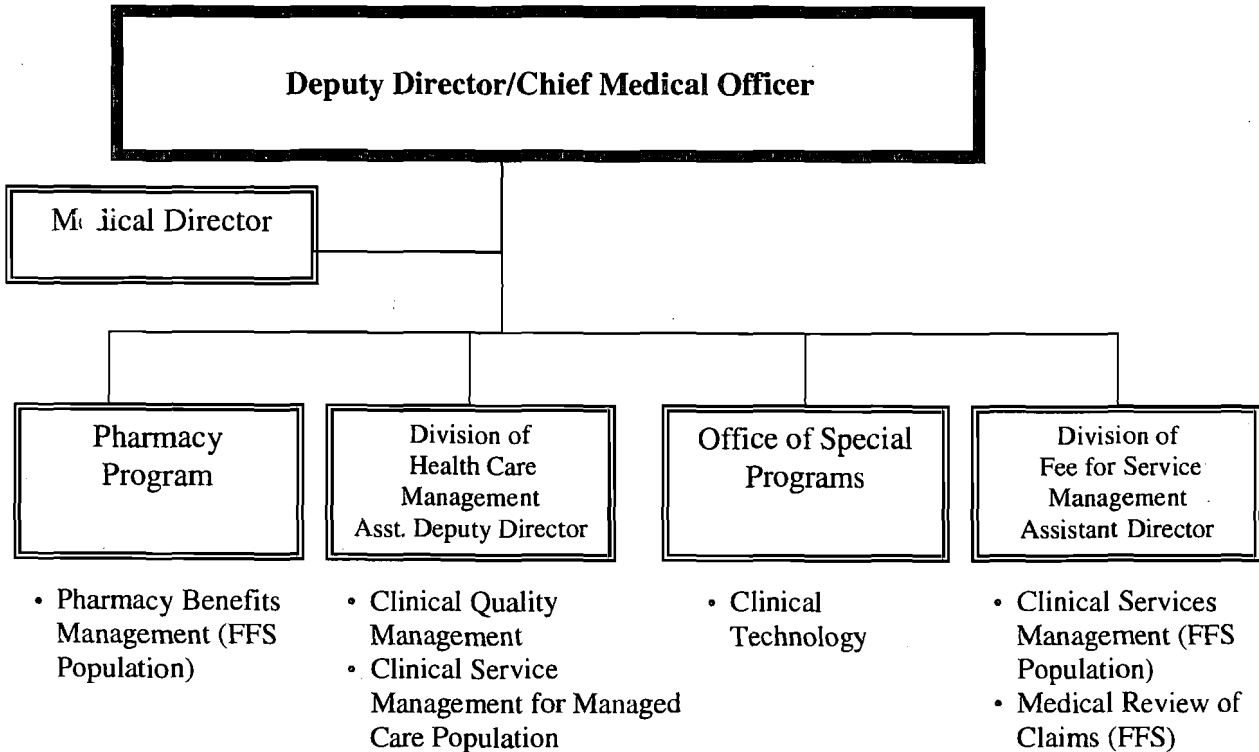 Deputy Director/Chief Medical Officer
Medical Director
Pharmacy
Program
Division of
Health Care
Management
Asst. Deputy Director
Office of Special
Programs
Division of
Fee for Service
Management
Assistant Director
• Pharmacy Benefits
Management (FFS
Population)
• Clinical Quality
Management
• Clinical Service
Management for Managed
Care Population
• Clinical
Technology
• Clinical Services
Management (FFS
Population)
• Medical Review of
Claims (FFS)